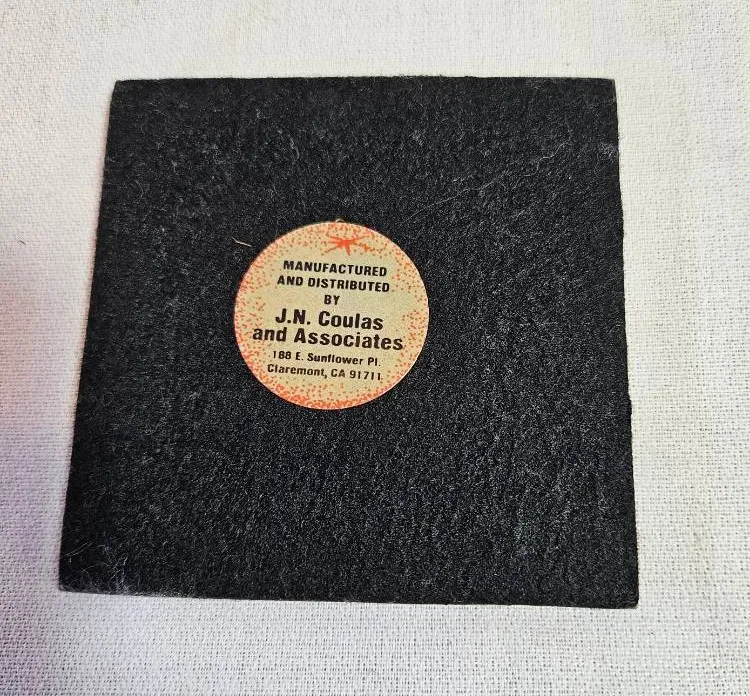 MANUFACTURED
AND DISTRIBUTED
BY
J.N. Coulas
and Associates
188 E. Sunflower Pl.
Claremont, CA 91711